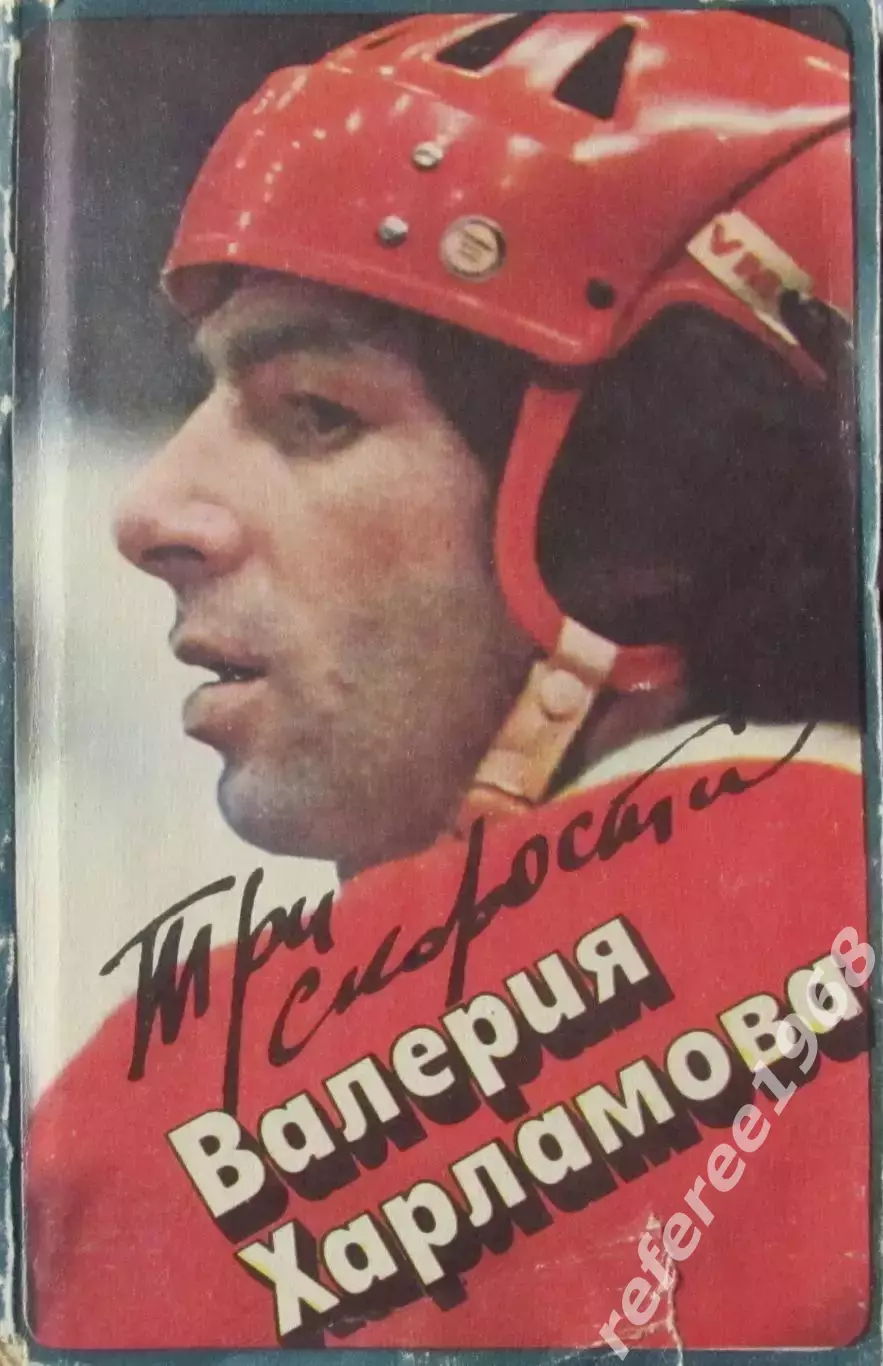 Три
скорости
Валерия
Харламова
referee1968